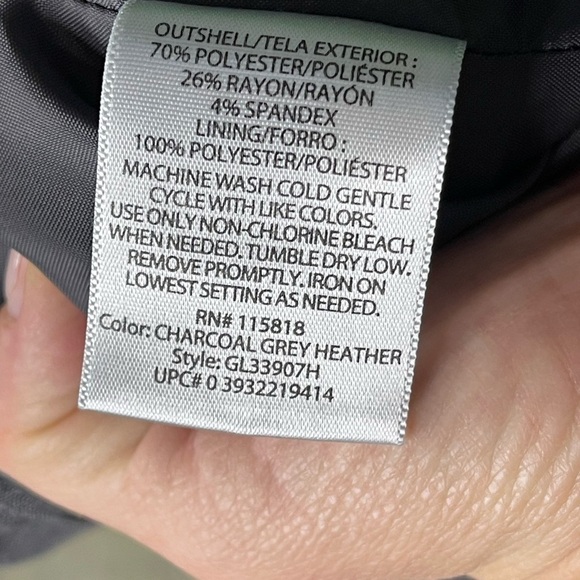 OUTSHELL/TELA EXTERIOR :
70% POLYESTER/POLIÉSTER
26% RAYON/RAYÓN
4% SPANDEX
LINING/FORRO :
100% POLYESTER/POLIÉSTER
MACHINE WASH COLD GENTLE
CYCLE WITH LIKE COLORS.
USE ONLY NON-CHLORINE BLEACH
WHEN NEEDED. TUMBLE DRY LOW.
REMOVE PROMPTLY. IRON ON
LOWEST SETTING AS NEEDED.
RN# 115818
Color: CHARCOAL GREY HEATHER
Style: GL33907H
UPC# 0 3932219414